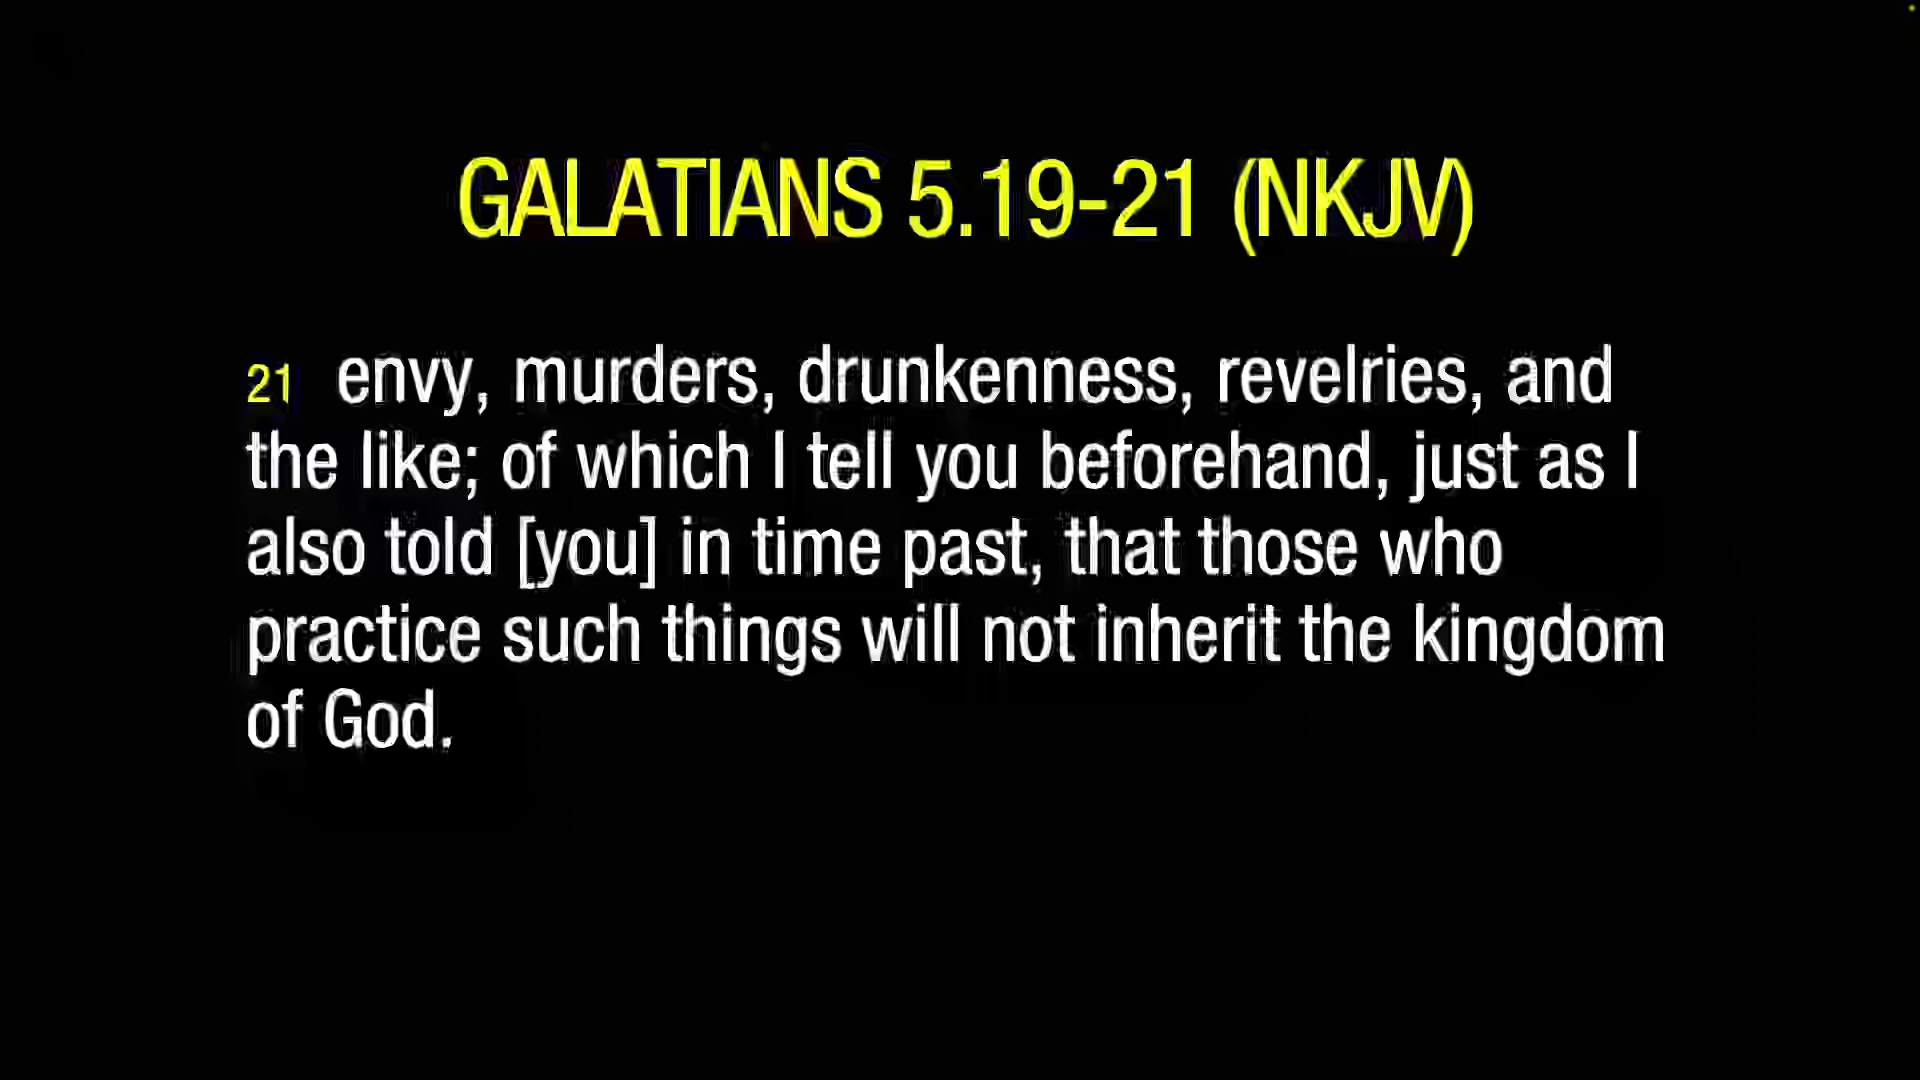 GALATIANS 5.19-21 (NKJV)
21 envy, murders, drunkenness, revelries, and
the like; of which I tell you beforehand, just as I
also told [you] in time past, that those who
practice such things will not inherit the kingdom
of God.